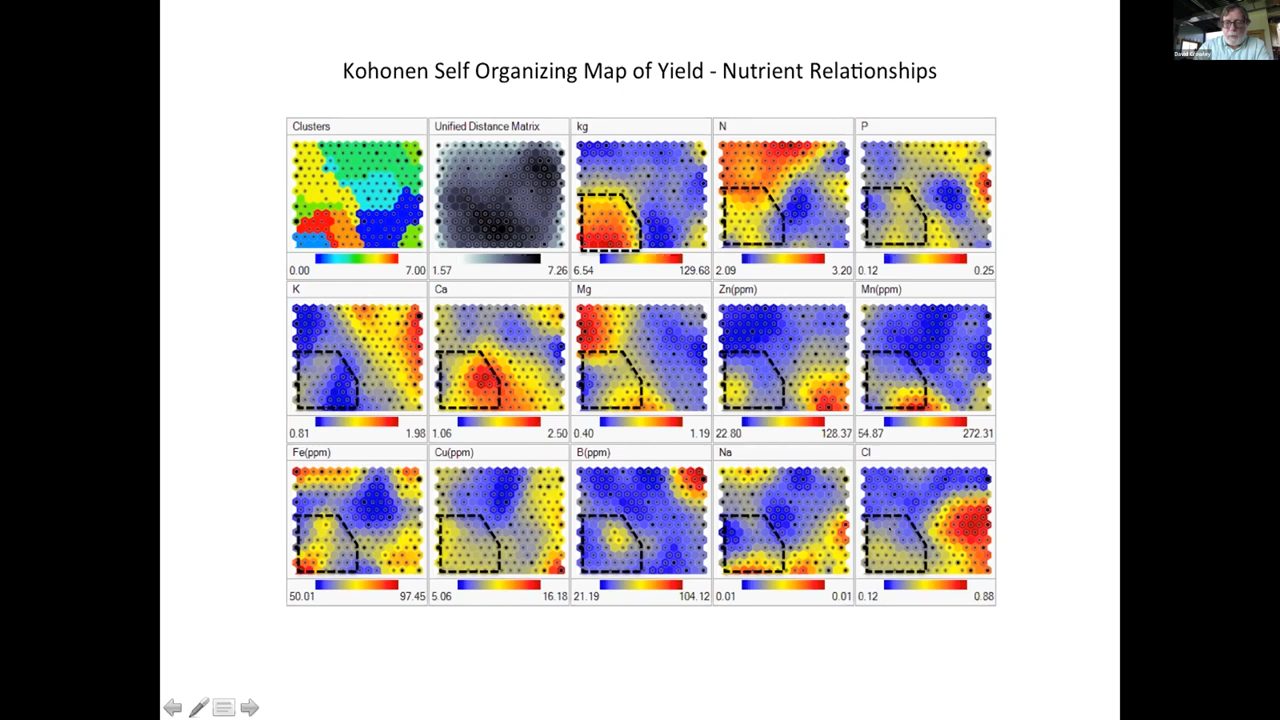 Kohonen Self Organizing Map of Yield - Nutrient Relationships
Clusters
Unified Distance Matrix
kg
N
P
0.00 7.00
1.57 7.26
6.54 129.68
2.09 3.20
0.12 0.25
K
Ca
Mg
Zn(ppm)
Mn(ppm)
0.81 1.98
1.06 2.50
0.40 1.19
22.80 128.37
54.87 272.31
Fe(ppm)
Cu(ppm)
B(ppm)
Na
Cl
50.01 97.45
5.06 16.18
21.19 104.12
0.01 0.01
0.12 0.88